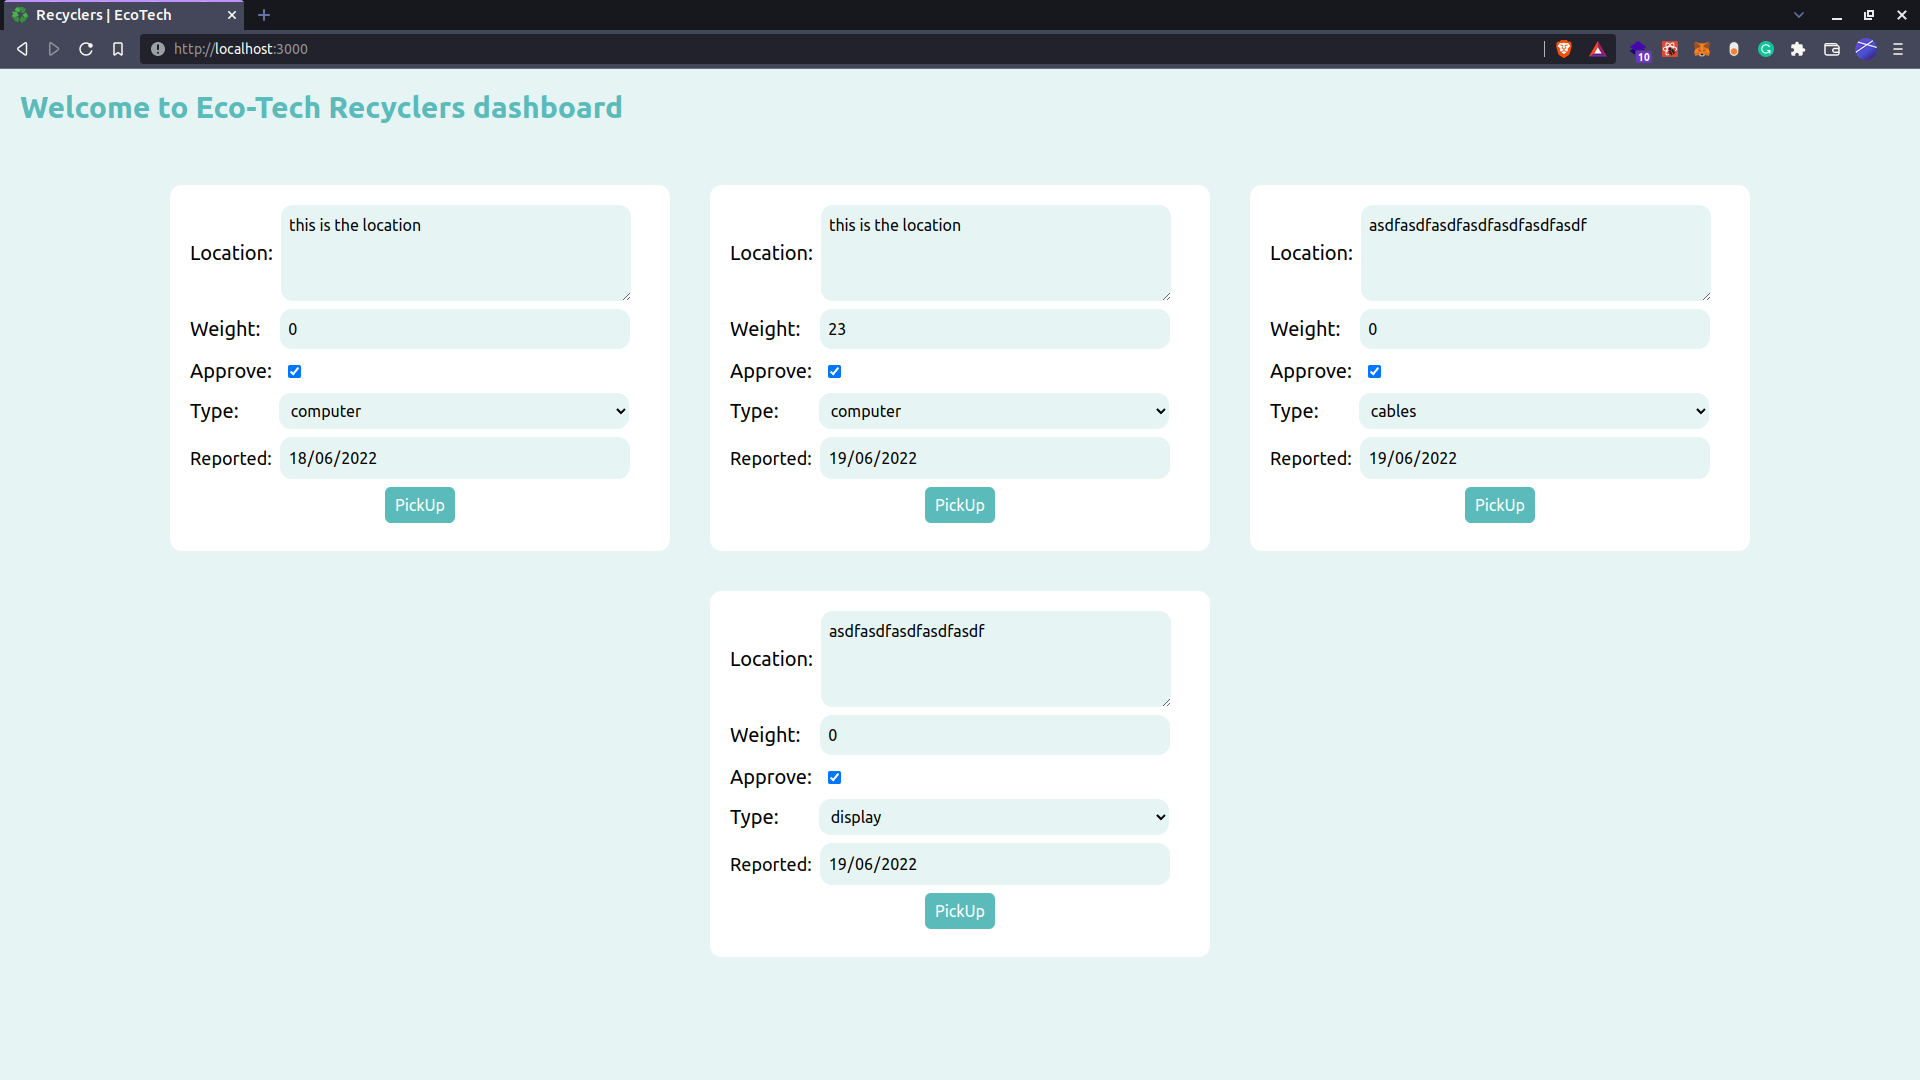 Recyclers | EcoTech
http://localhost:3000
10
Welcome to Eco-Tech Recyclers dashboard
Location: this is the location
Weight: 0
Approve:
Type: computer
Reported: 18/06/2022
PickUp
Location: this is the location
Weight: 23
Approve:
Type: computer
Reported: 19/06/2022
PickUp
Location: asdfasdfasdfasdfasdfasdfasdf
Weight: 0
Approve:
Type: cables
Reported: 19/06/2022
PickUp
Location: asdfasdfasdfasdfasdf
Weight: 0
Approve:
Type: display
Reported: 19/06/2022
PickUp